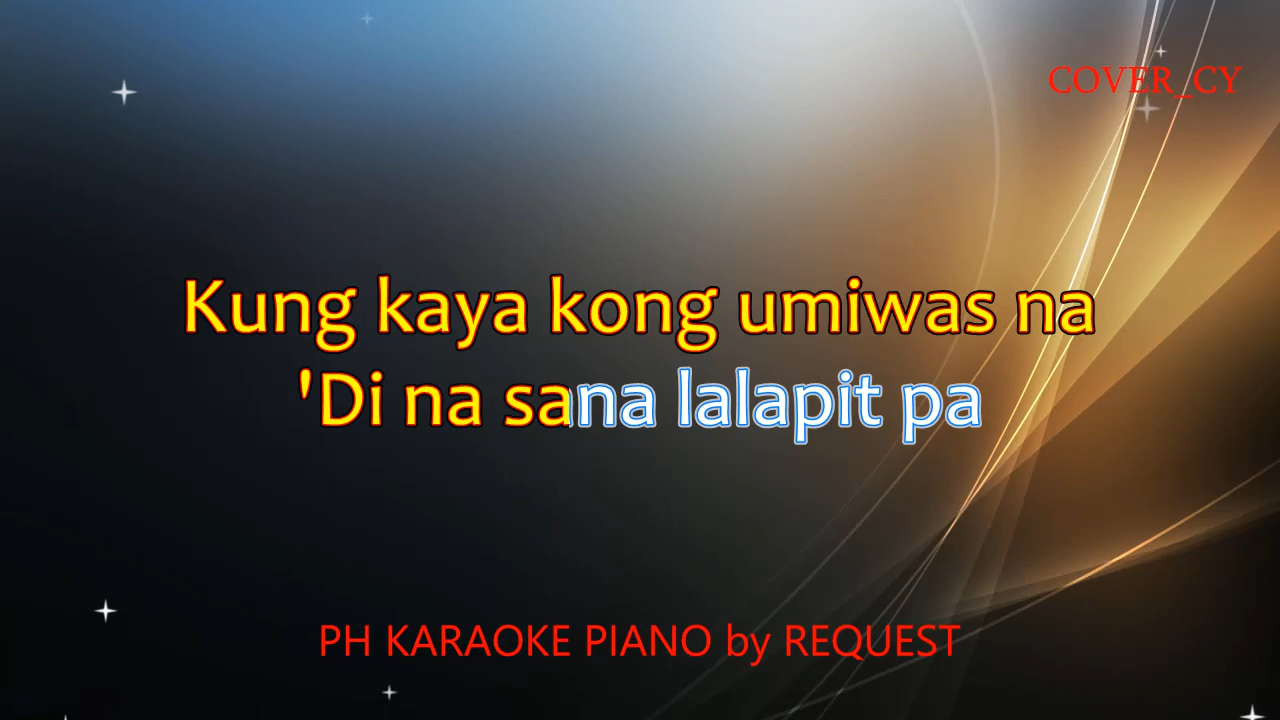 COVER_CY
Kung kaya kong umiwas na
'Di na sana lalapit pa
PH KARAOKE PIANO by REQUEST